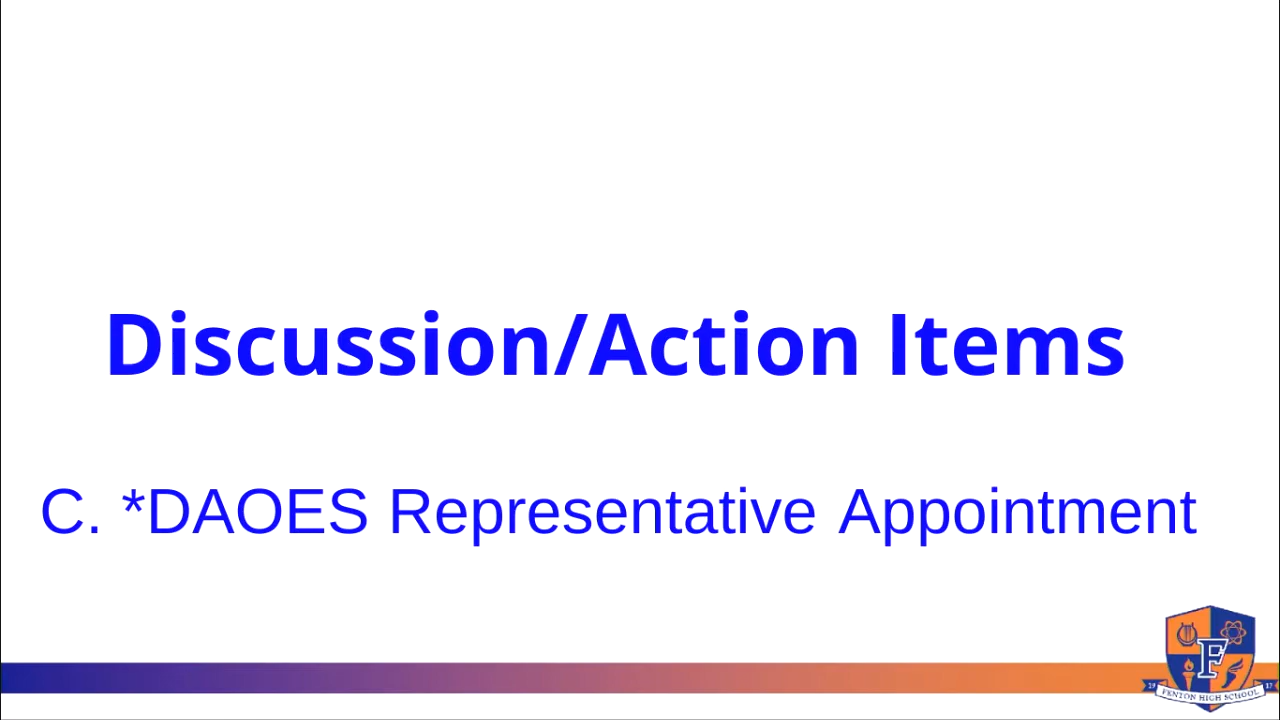 Discussion/Action Items
C. *DAOES Representative Appointment
F
FENTON HIGH SCHOOL